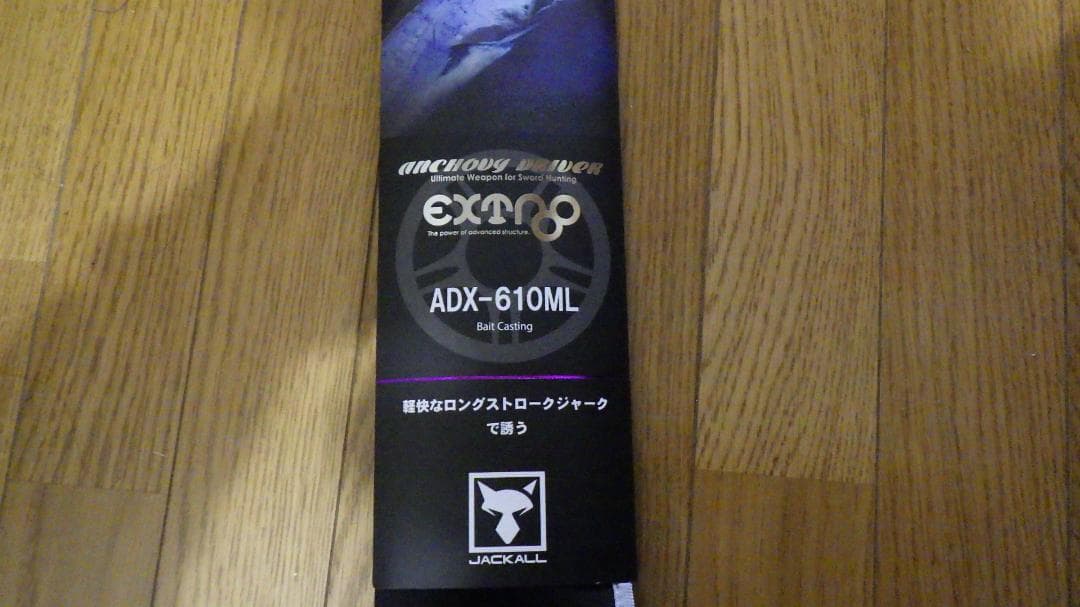 ANCHOVY DRIVER
Ultimate Weapon for Sword Hunting
EXTRO
The power of advanced structure.
ADX-610ML
Bait Casting
軽快なロングストロークジャーク
で誘う
JACKALL